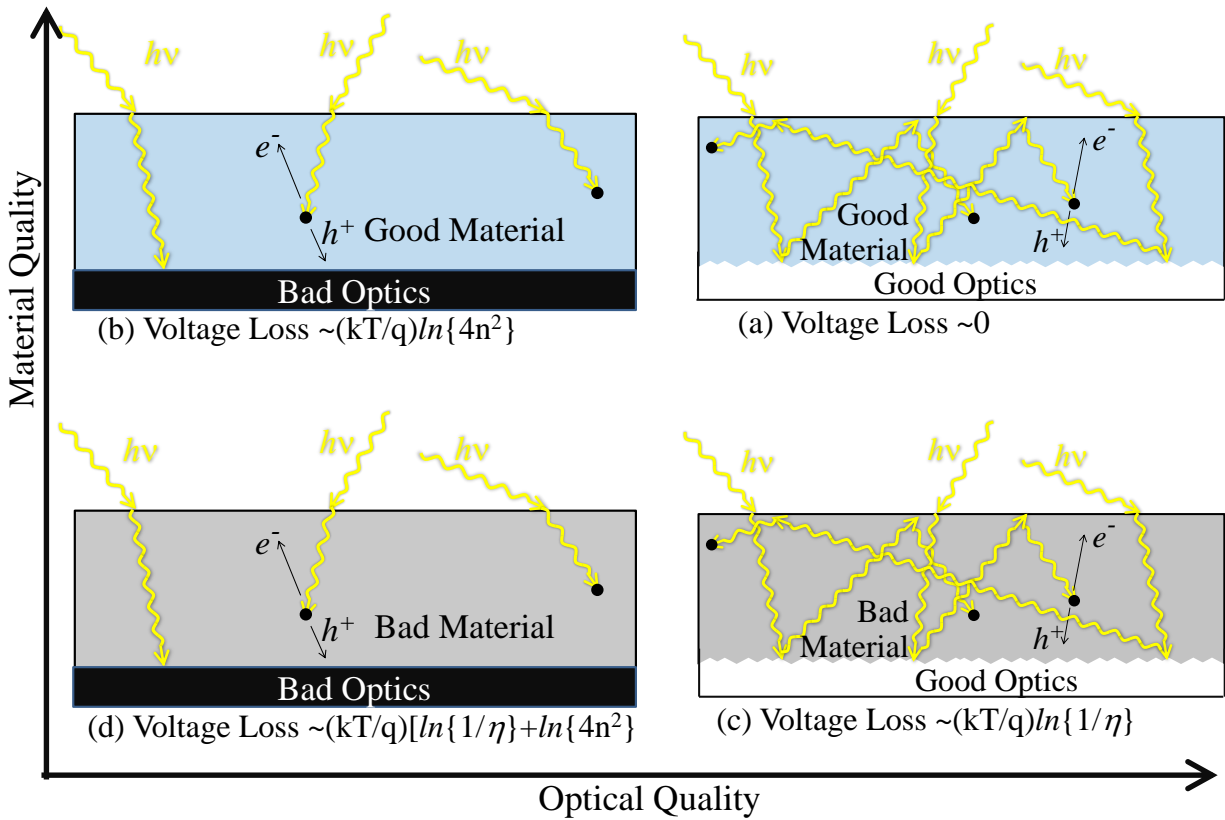 Material Quality
hν hν hν
e⁻
h⁺ Good Material
Bad Optics
(b) Voltage Loss ~(kT/q)ln{4n²}
hν hν hν
e⁻
Good
Material
h⁺
Good Optics
(a) Voltage Loss ~0
hν hν hν
e⁻
h⁺ Bad Material
Bad Optics
(d) Voltage Loss ~(kT/q)[ln{1/η}+ln{4n²}
hν hν hν
e⁻
Bad
Material
h⁺
Good Optics
(c) Voltage Loss ~(kT/q)ln{1/η}
Optical Quality